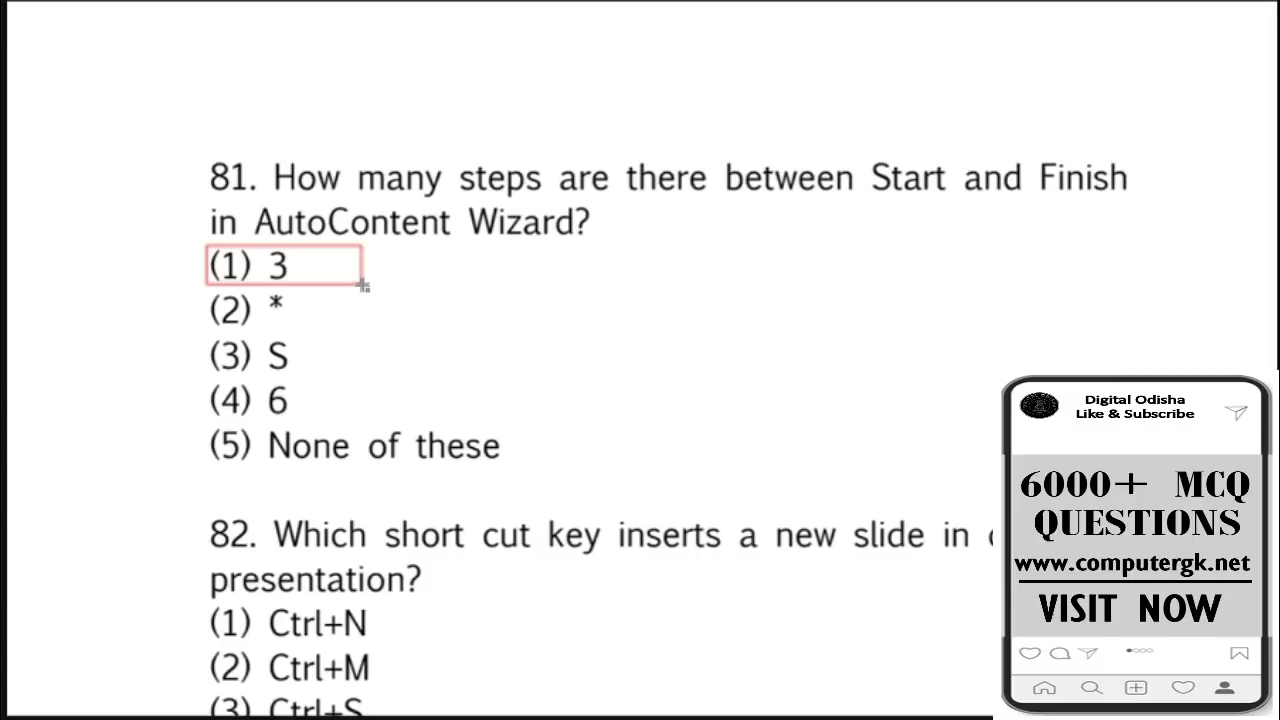 81. How many steps are there between Start and Finish
in AutoContent Wizard?
(1) 3
(2) *
(3) S
(4) 6
(5) None of these
82. Which short cut key inserts a new slide in
presentation?
(1) Ctrl+N
(2) Ctrl+M
(3) Ctrl+S
Digital Odisha
Like & Subscribe
6000+ MCQ
QUESTIONS
www.computergk.net
VISIT NOW